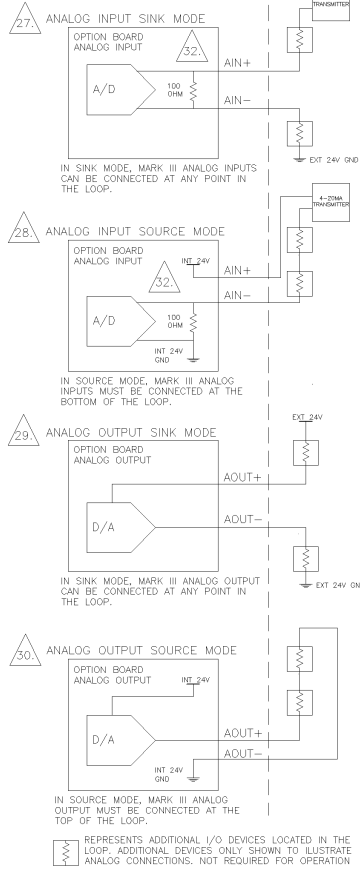 27.
ANALOG INPUT SINK MODE
TRANSMITTER
OPTION BOARD
ANALOG INPUT
32.
AIN+
A/D
100
OHM
AIN−
EXT 24V GND
IN SINK MODE, MARK III ANALOG INPUTS
CAN BE CONNECTED AT ANY POINT IN
THE LOOP.
28.
ANALOG INPUT SOURCE MODE
4-20MA
TRANSMITTER
OPTION BOARD
ANALOG INPUT
INT 24V
32.
AIN+
AIN−
A/D
100
OHM
INT 24V
GND
IN SOURCE MODE, MARK III ANALOG
INPUTS MUST BE CONNECTED AT THE
BOTTOM OF THE LOOP.
29.
ANALOG OUTPUT SINK MODE
EXT 24V
OPTION BOARD
ANALOG OUTPUT
AOUT+
D/A
AOUT−
EXT 24V GN
IN SINK MODE, MARK III ANALOG OUTPUT
CAN BE CONNECTED AT ANY POINT IN
THE LOOP.
30.
ANALOG OUTPUT SOURCE MODE
OPTION BOARD
ANALOG OUTPUT
INT 24V
D/A
AOUT+
AOUT−
INT 24V
GND
IN SOURCE MODE, MARK III ANALOG
OUTPUT MUST BE CONNECTED AT THE
TOP OF THE LOOP.
REPRESENTS ADDITIONAL I/O DEVICES LOCATED IN THE
LOOP. ADDITIONAL DEVICES ONLY SHOWN TO ILUSTRATE
ANALOG CONNECTIONS. NOT REQUIRED FOR OPERATION